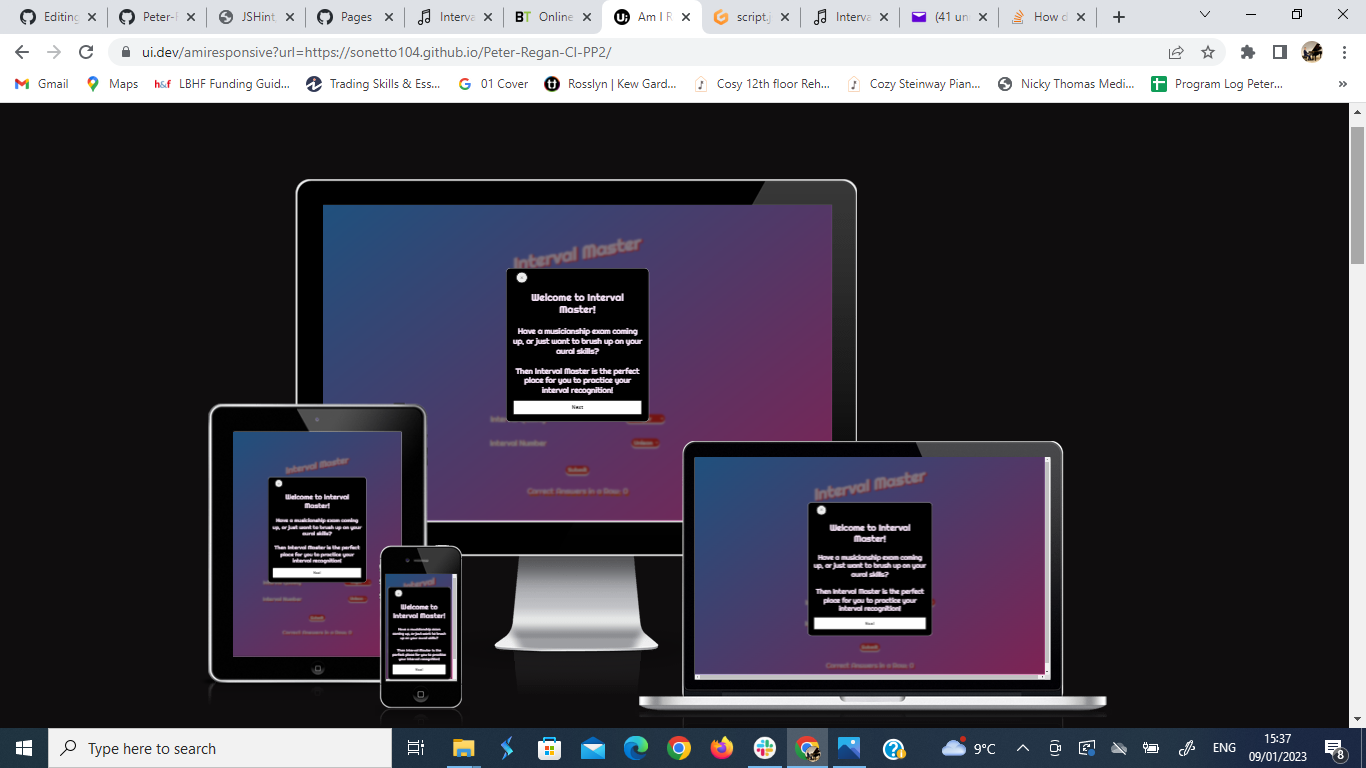 Editing
Peter-
JSHint,
Pages
Interva
BT Online
Ui Am I R
script.j
Interva
(41 un
How d
ui.dev/amiresponsive?url=https://sonetto104.github.io/Peter-Regan-CI-PP2/
Gmail
Maps
h&f LBHF Funding Guid...
Trading Skills & Ess...
01 Cover
Rosslyn | Kew Gard...
Cosy 12th floor Reh...
Cozy Steinway Pian...
Nicky Thomas Medi...
Program Log Peter...
»
Interval Master
Welcome to Interval
Master!
Have a musicianship exam coming
up, or just want to brush up on your
aural skills?
Then Interval Master is the perfect
place for you to practice your
interval recognition!
Next
Interval Number
Unison
Submit
Correct Answers in a Row: 0
Interval Master
Welcome to Interval
Master!
Have a musicianship exam coming
up, or just want to brush up on your
aural skills?
Then Interval Master is the perfect
place for you to practice your
interval recognition!
Next
Interval Number
Submit
Correct Answers in a Row: 0
Interval Master
Welcome to
Interval Master!
Have a musicianship exam
coming up, or just want to brush
up on your aural skills?
Then Interval Master is the
perfect place for you to practice
your interval recognition!
Next
Interval Master
Welcome to Interval
Master!
Have a musicianship exam coming
up, or just want to brush up on your
aural skills?
Then Interval Master is the perfect
place for you to practice your
interval recognition!
Next
Submit
Correct Answers in a Row: 0
Type here to search
9°C
ENG
15:37
09/01/2023
8